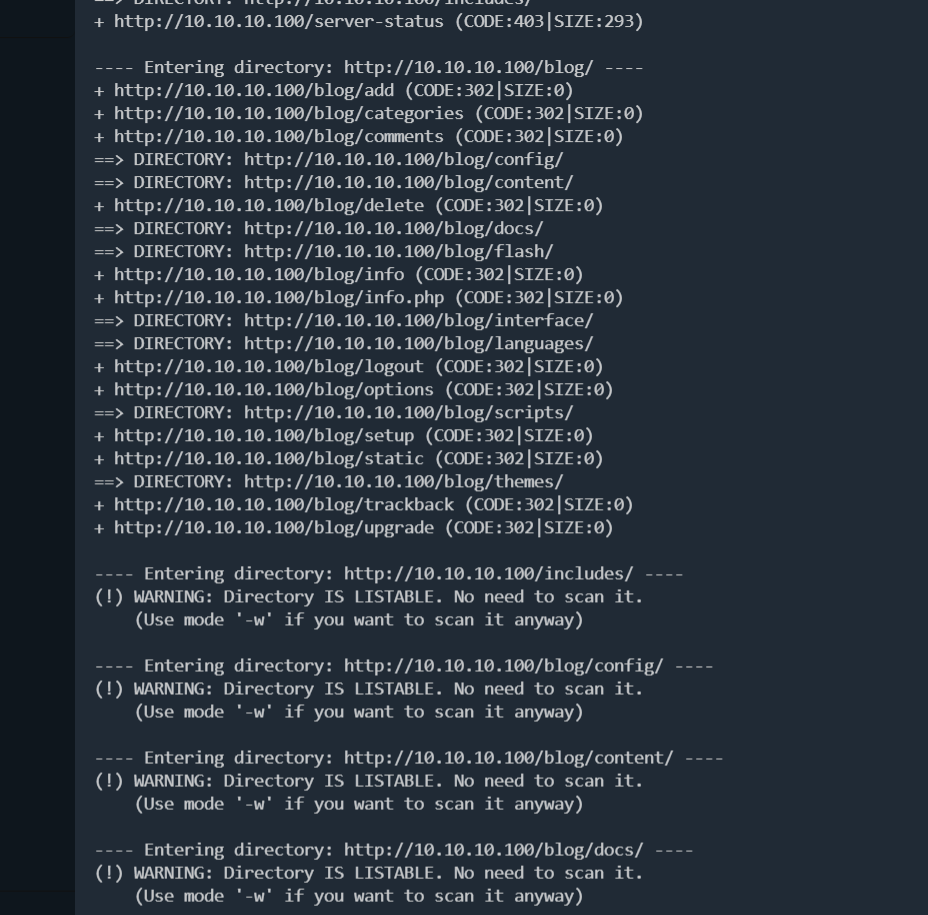 ==> DIRECTORY: http://10.10.10.100/includes/
+ http://10.10.10.100/server-status (CODE:403|SIZE:293)
---- Entering directory: http://10.10.10.100/blog/ ----
+ http://10.10.10.100/blog/add (CODE:302|SIZE:0)
+ http://10.10.10.100/blog/categories (CODE:302|SIZE:0)
+ http://10.10.10.100/blog/comments (CODE:302|SIZE:0)
==> DIRECTORY: http://10.10.10.100/blog/config/
==> DIRECTORY: http://10.10.10.100/blog/content/
+ http://10.10.10.100/blog/delete (CODE:302|SIZE:0)
==> DIRECTORY: http://10.10.10.100/blog/docs/
==> DIRECTORY: http://10.10.10.100/blog/flash/
+ http://10.10.10.100/blog/info (CODE:302|SIZE:0)
+ http://10.10.10.100/blog/info.php (CODE:302|SIZE:0)
==> DIRECTORY: http://10.10.10.100/blog/interface/
==> DIRECTORY: http://10.10.10.100/blog/languages/
+ http://10.10.10.100/blog/logout (CODE:302|SIZE:0)
+ http://10.10.10.100/blog/options (CODE:302|SIZE:0)
==> DIRECTORY: http://10.10.10.100/blog/scripts/
+ http://10.10.10.100/blog/setup (CODE:302|SIZE:0)
+ http://10.10.10.100/blog/static (CODE:302|SIZE:0)
==> DIRECTORY: http://10.10.10.100/blog/themes/
+ http://10.10.10.100/blog/trackback (CODE:302|SIZE:0)
+ http://10.10.10.100/blog/upgrade (CODE:302|SIZE:0)
---- Entering directory: http://10.10.10.100/includes/ ----
(!) WARNING: Directory IS LISTABLE. No need to scan it.
(Use mode '-w' if you want to scan it anyway)
---- Entering directory: http://10.10.10.100/blog/config/ ----
(!) WARNING: Directory IS LISTABLE. No need to scan it.
(Use mode '-w' if you want to scan it anyway)
---- Entering directory: http://10.10.10.100/blog/content/ ----
(!) WARNING: Directory IS LISTABLE. No need to scan it.
(Use mode '-w' if you want to scan it anyway)
---- Entering directory: http://10.10.10.100/blog/docs/ ----
(!) WARNING: Directory IS LISTABLE. No need to scan it.
(Use mode '-w' if you want to scan it anyway)